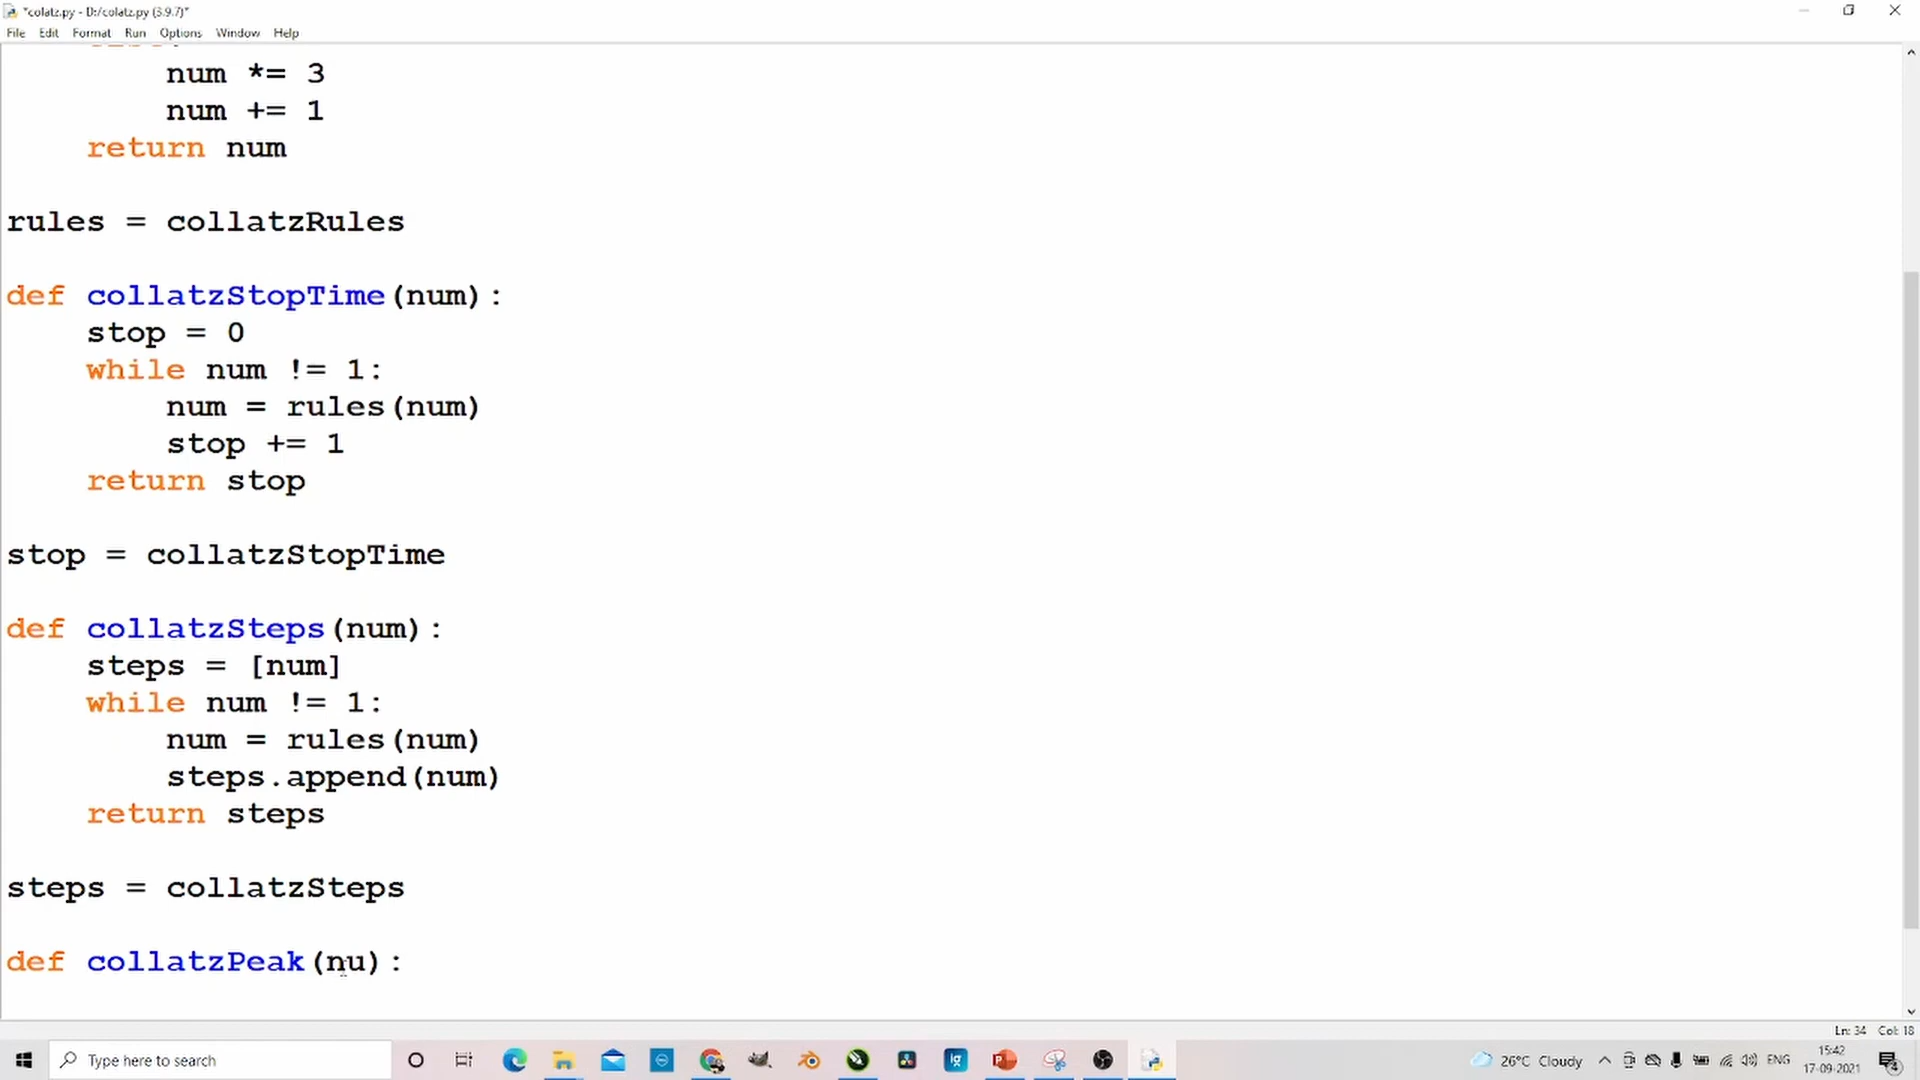 *colatz.py - D:/colatz.py (3.9.7)*
File Edit Format Run Options Window Help
num *= 3
num += 1
return num
rules = collatzRules
def collatzStopTime(num):
stop = 0
while num != 1:
num = rules(num)
stop += 1
return stop
stop = collatzStopTime
def collatzSteps(num):
steps = [num]
while num != 1:
num = rules(num)
steps.append(num)
return steps
steps = collatzSteps
def collatzPeak(nu):
Ln: 34 Col: 18
Type here to search
26°C Cloudy
ENG
15:42
17-09-2021
4